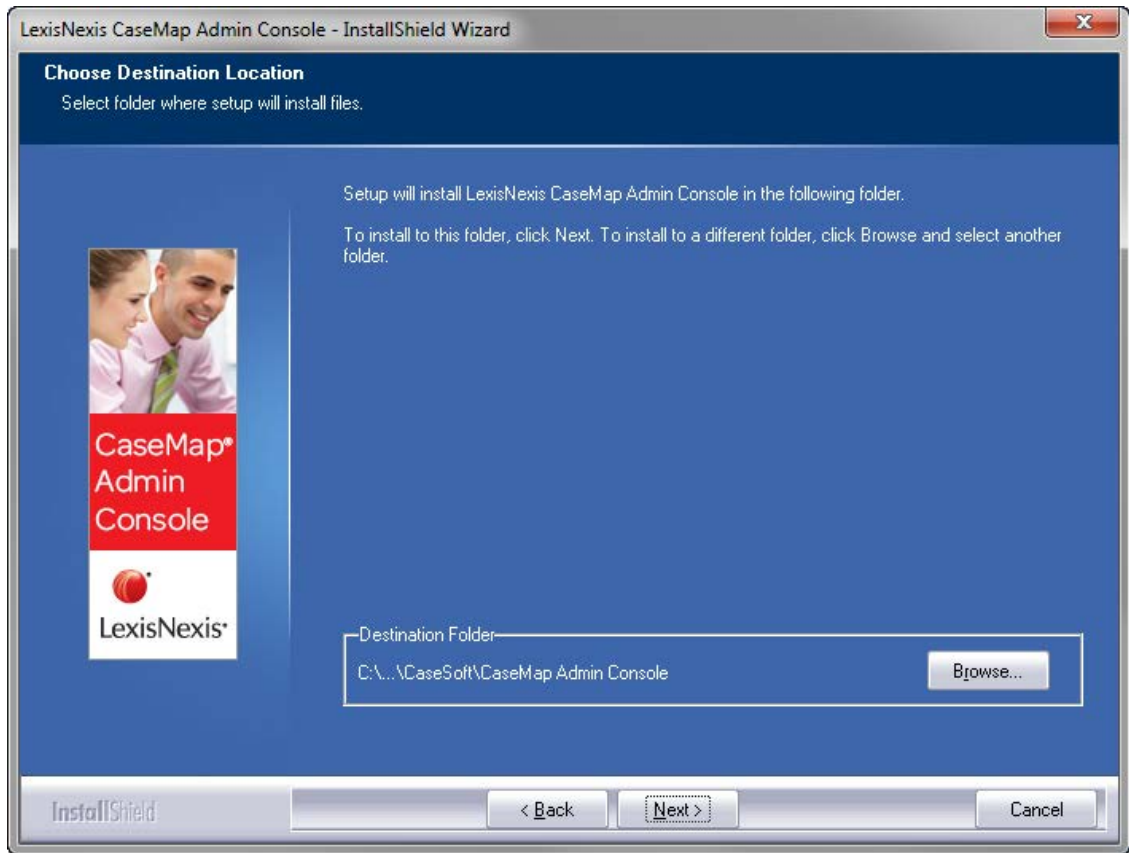 LexisNexis CaseMap Admin Console - InstallShield Wizard
Choose Destination Location
Select folder where setup will install files.
Setup will install LexisNexis CaseMap Admin Console in the following folder.
To install to this folder, click Next. To install to a different folder, click Browse and select another
folder.
CaseMap®
Admin
Console
LexisNexis®
Destination Folder
C:\...\CaseSoft\CaseMap Admin Console
Browse...
InstallShield
< Back
Next >
Cancel